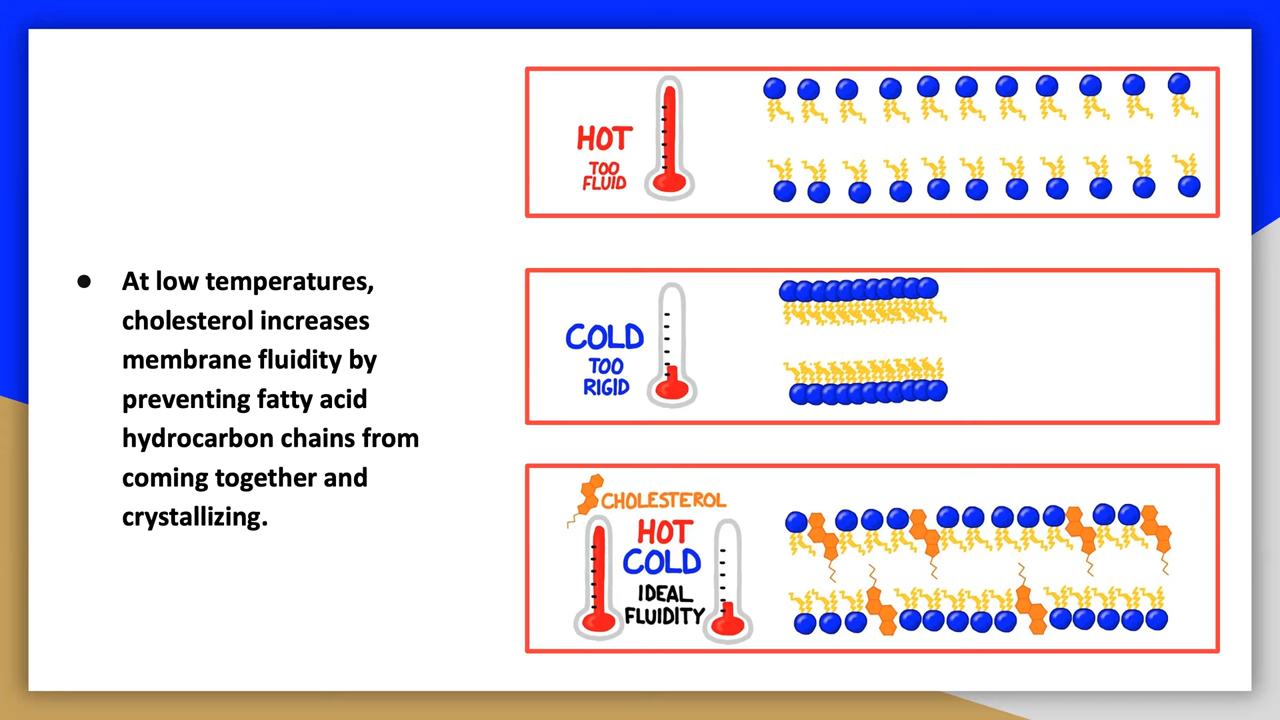 ● At low temperatures,
cholesterol increases
membrane fluidity by
preventing fatty acid
hydrocarbon chains from
coming together and
crystallizing.
HOT
TOO
FLUID
COLD
TOO
RIGID
CHOLESTEROL
HOT
COLD
IDEAL
FLUIDITY